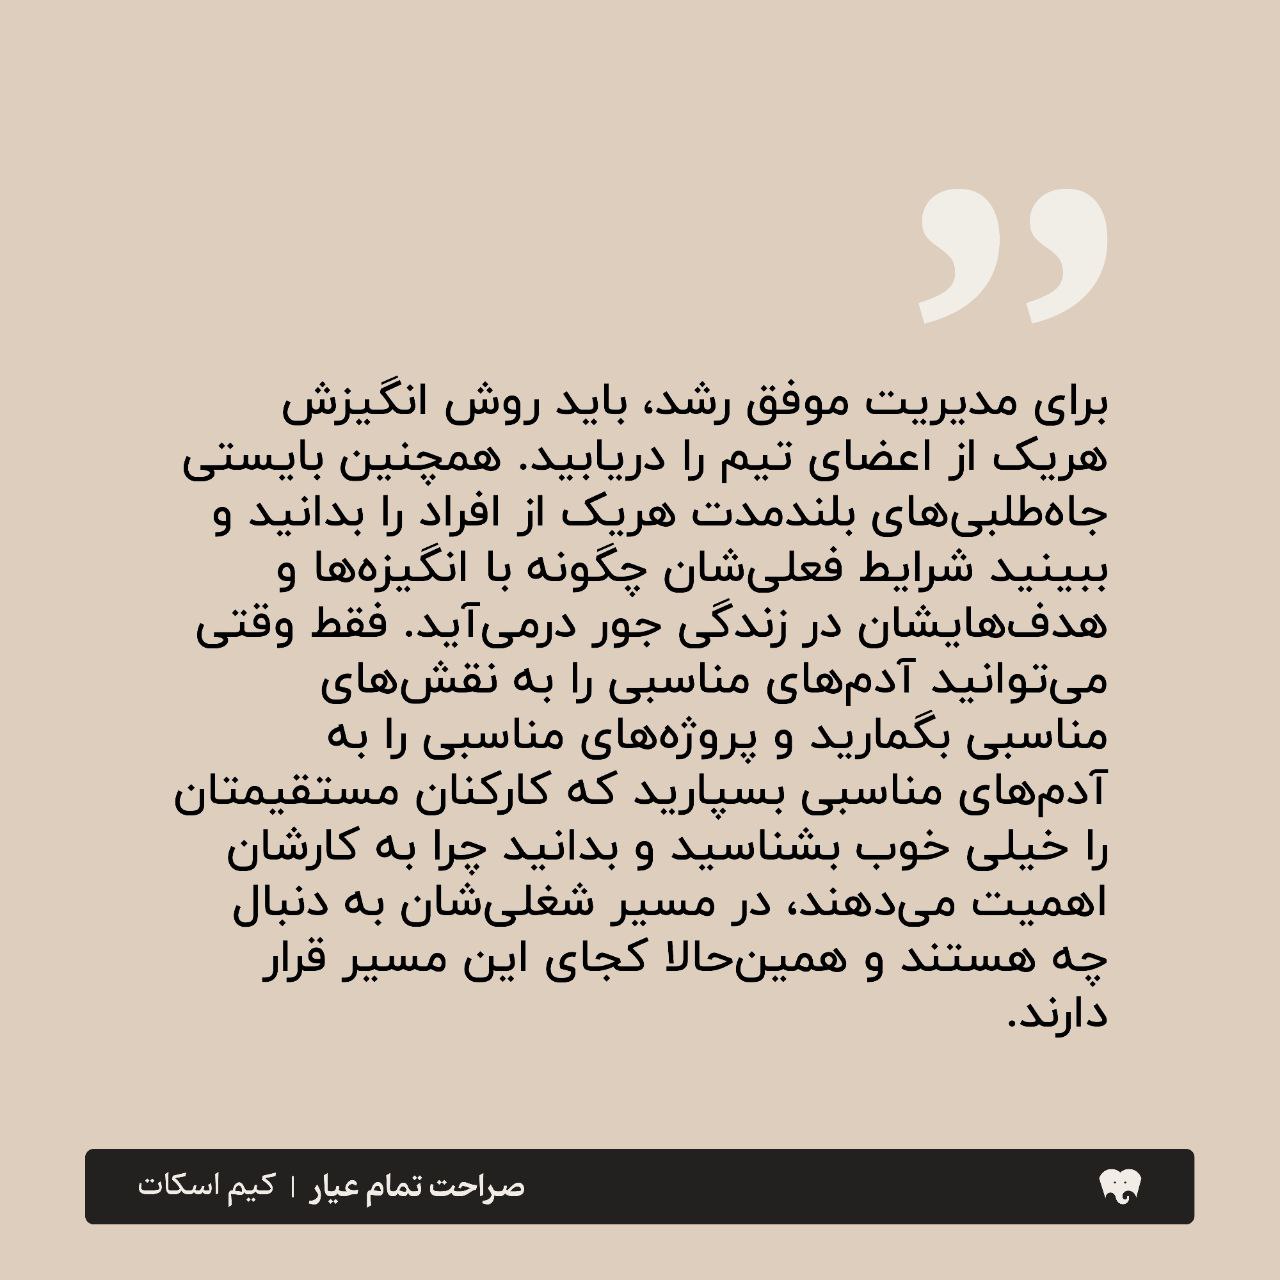 ”
برای مدیریت موفق رشد، باید روش انگیزش
هریک از اعضای تیم را دریابید. همچنین بایستی
جاه‌طلبی‌های بلندمدت هریک از افراد را بدانید و
ببینید شرایط فعلی‌شان چگونه با انگیزه‌ها و
هدف‌هایشان در زندگی جور درمی‌آید. فقط وقتی
می‌توانید آدم‌های مناسبی را به نقش‌های
مناسبی بگمارید و پروژه‌های مناسبی را به
آدم‌های مناسبی بسپارید که کارکنان مستقیمتان
را خیلی خوب بشناسید و بدانید چرا به کارشان
اهمیت می‌دهند، در مسیر شغلی‌شان به دنبال
چه هستند و همین‌حالا کجای این مسیر قرار
دارند.
صراحت تمام عیار | کیم اسکات